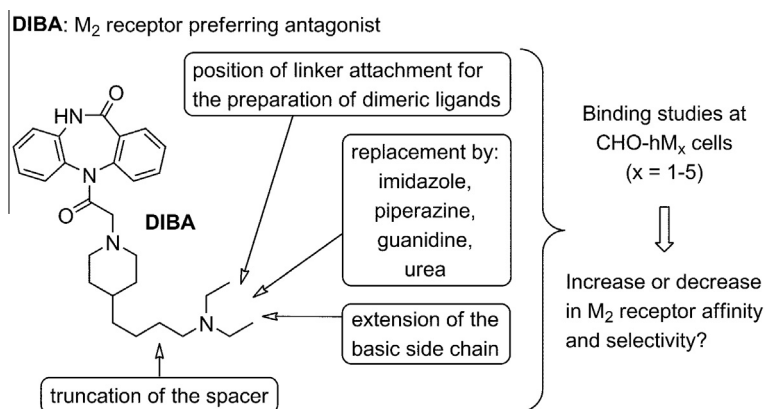 DIBA: M₂ receptor preferring antagonist
position of linker attachment for
the preparation of dimeric ligands
HN
O
N
O
N
DIBA
replacement by:
imidazole,
piperazine,
guanidine,
urea
N
extension of the
basic side chain
truncation of the spacer
Binding studies at
CHO-hMₓ cells
(x = 1-5)
Increase or decrease
in M₂ receptor affinity
and selectivity?